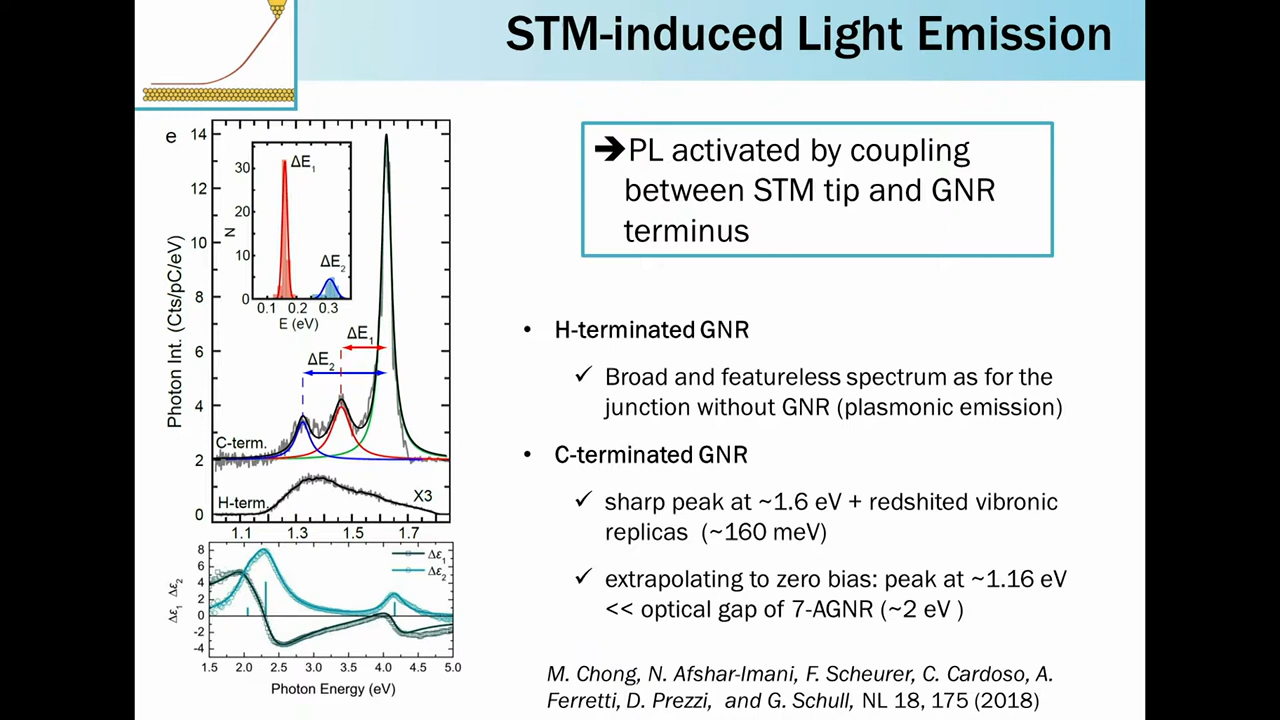 STM-induced Light Emission
e
Photon Int. (Cts/pC/eV)
14
12
10
8
6
4
2
0
N
30
20
10
0
ΔE1
ΔE2
0.1 0.2 0.3
E (eV)
ΔE1
ΔE2
C-term.
H-term.
X3
1.1 1.3 1.5 1.7
Δε1 Δε2
8
6
4
2
0
-2
-4
Δε1
Δε2
1.5 2.0 2.5 3.0 3.5 4.0 4.5 5.0
Photon Energy (eV)
➔PL activated by coupling
between STM tip and GNR
terminus
• H-terminated GNR
✓ Broad and featureless spectrum as for the
junction without GNR (plasmonic emission)
• C-terminated GNR
✓ sharp peak at ~1.6 eV + redshited vibronic
replicas (~160 meV)
✓ extrapolating to zero bias: peak at ~1.16 eV
<< optical gap of 7-AGNR (~2 eV )
M. Chong, N. Afshar-Imani, F. Scheurer, C. Cardoso, A.
Ferretti, D. Prezzi, and G. Schull, NL 18, 175 (2018)